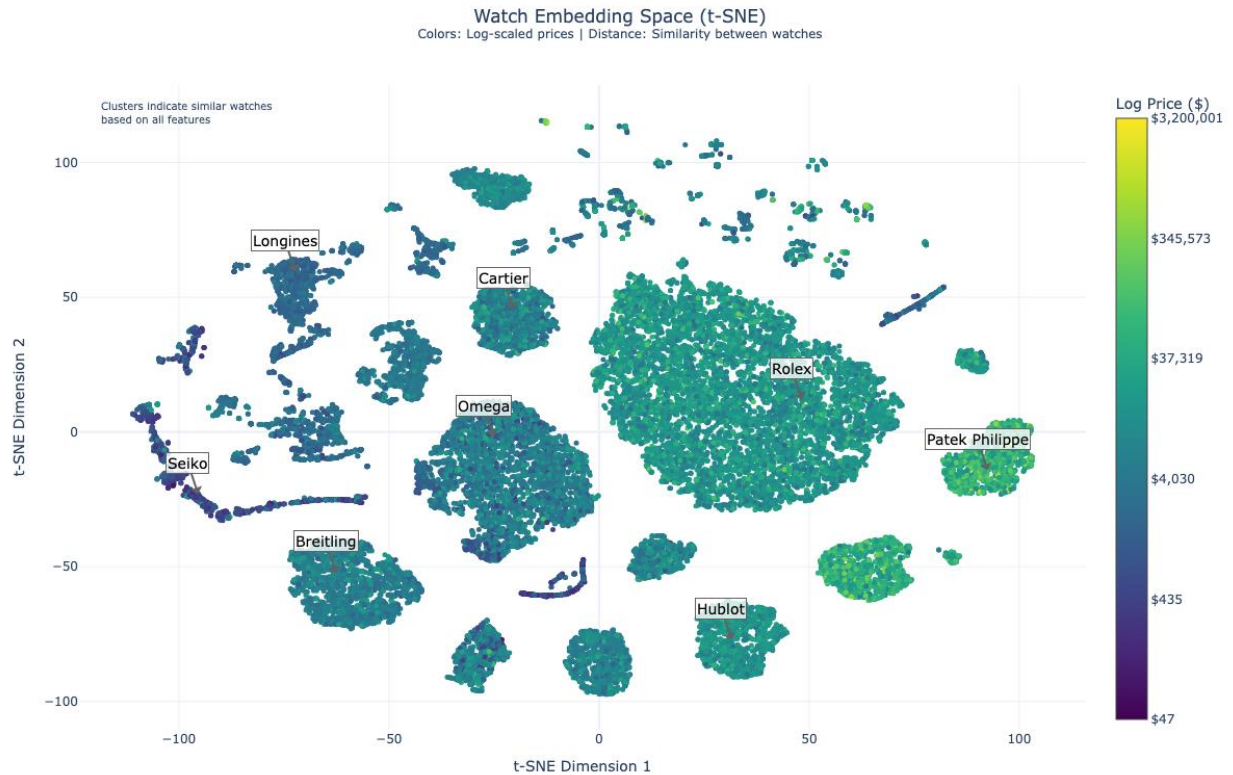 Watch Embedding Space (t-SNE)
Colors: Log-scaled prices | Distance: Similarity between watches
Clusters indicate similar watches
based on all features
Log Price ($)
$3,200,001
$345,573
$37,319
$4,030
$435
$47
100
50
0
−50
−100
t-SNE Dimension 2
Longines
Cartier
Rolex
Omega
Patek Philippe
Seiko
Breitling
Hublot
−100
−50
0
50
100
t-SNE Dimension 1